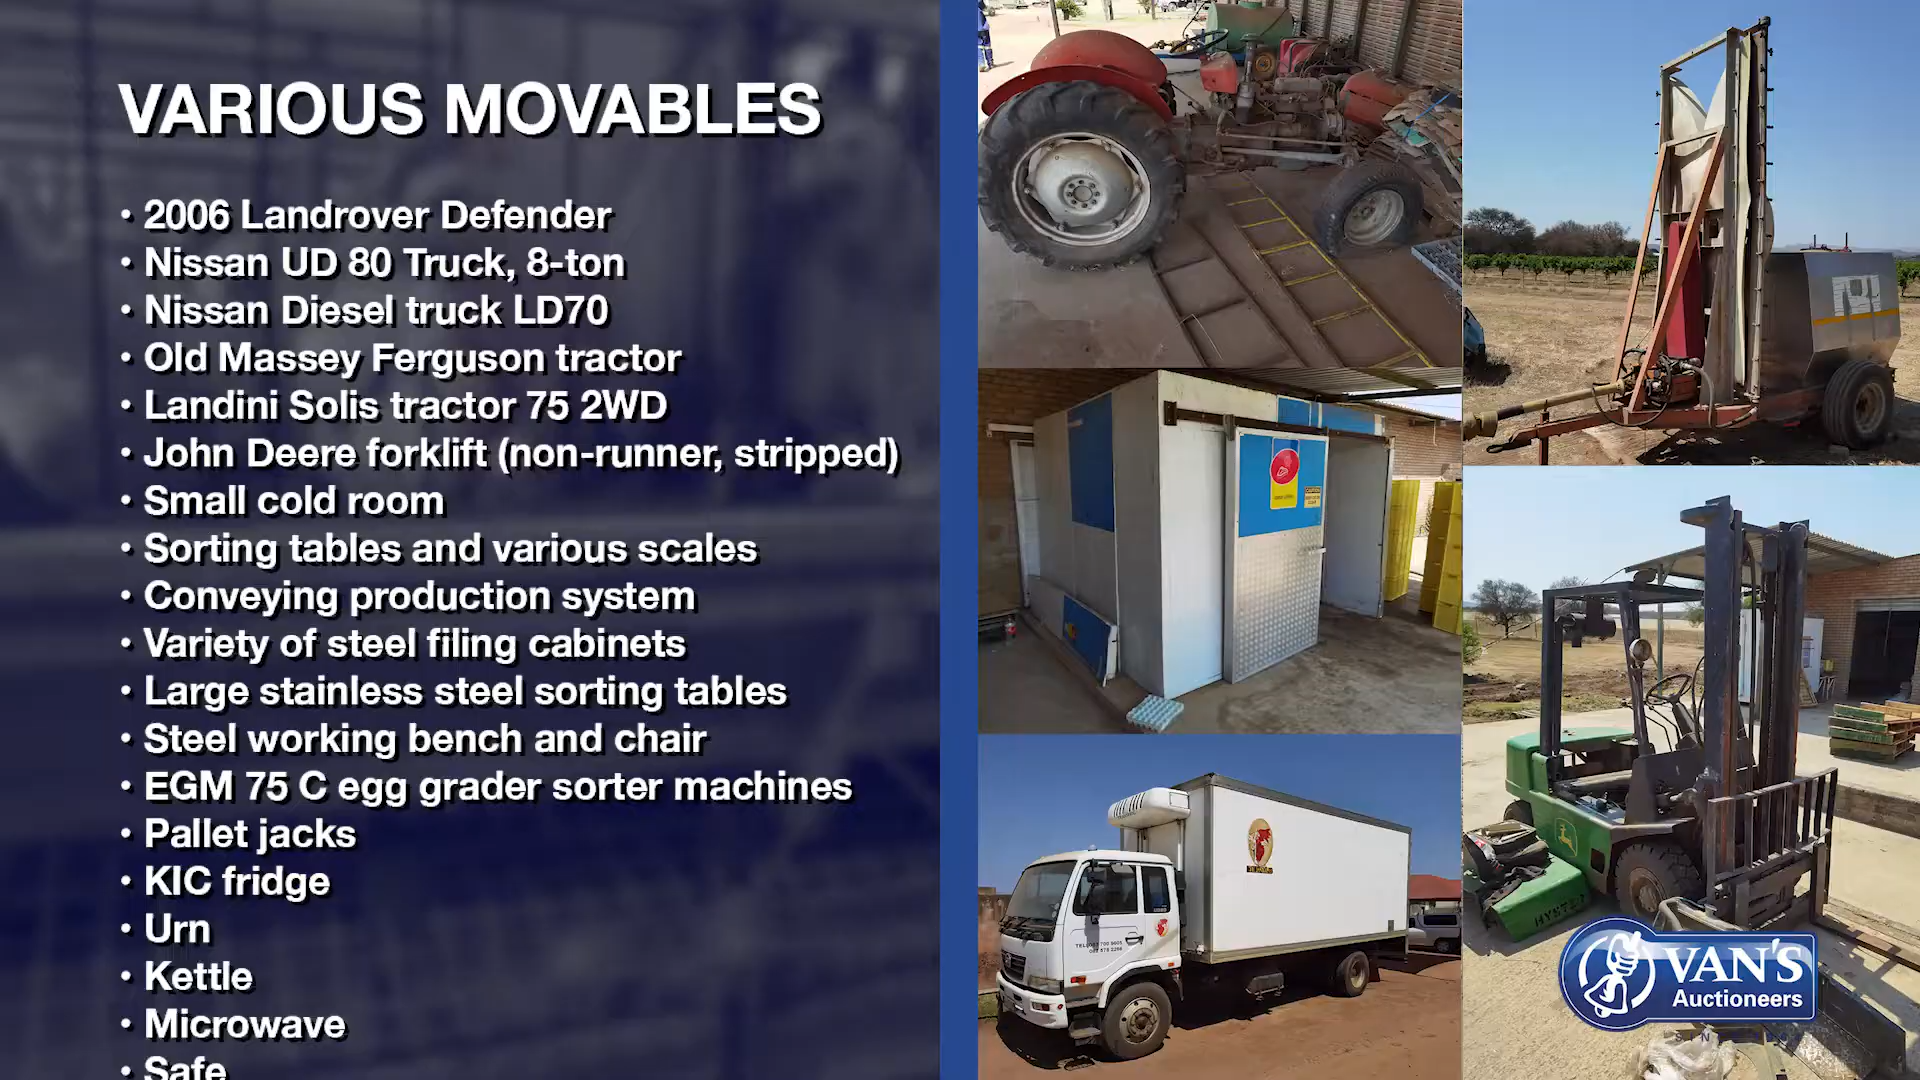 VARIOUS MOVABLES
• 2006 Landrover Defender
• Nissan UD 80 Truck, 8-ton
• Nissan Diesel truck LD70
• Old Massey Ferguson tractor
• Landini Solis tractor 75 2WD
• John Deere forklift (non-runner, stripped)
• Small cold room
• Sorting tables and various scales
• Conveying production system
• Variety of steel filing cabinets
• Large stainless steel sorting tables
• Steel working bench and chair
• EGM 75 C egg grader sorter machines
• Pallet jacks
• KIC fridge
• Urn
• Kettle
• Microwave
• Safe
HYSTER
VAN'S
Auctioneers